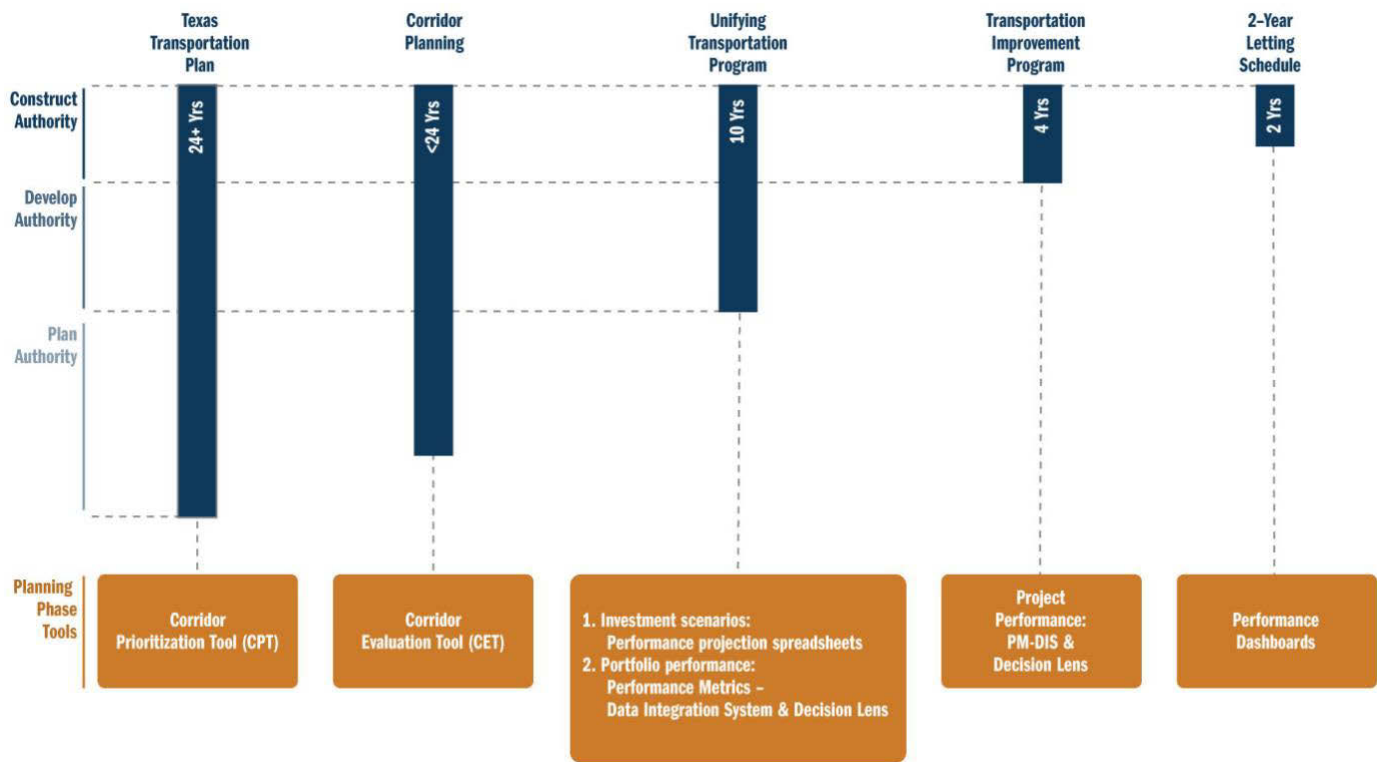 Texas
Transportation
Plan
Corridor
Planning
Unifying
Transportation
Program
Transportation
Improvement
Program
2–Year
Letting
Schedule
Construct
Authority
24+ Yrs
<24 Yrs
10 Yrs
4 Yrs
2 Yrs
Develop
Authority
Plan
Authority
Planning
Phase
Tools
Corridor
Prioritization Tool (CPT)
Corridor
Evaluation Tool (CET)
1. Investment scenarios:
Performance projection spreadsheets
2. Portfolio performance:
Performance Metrics –
Data Integration System & Decision Lens
Project
Performance:
PM-DIS &
Decision Lens
Performance
Dashboards